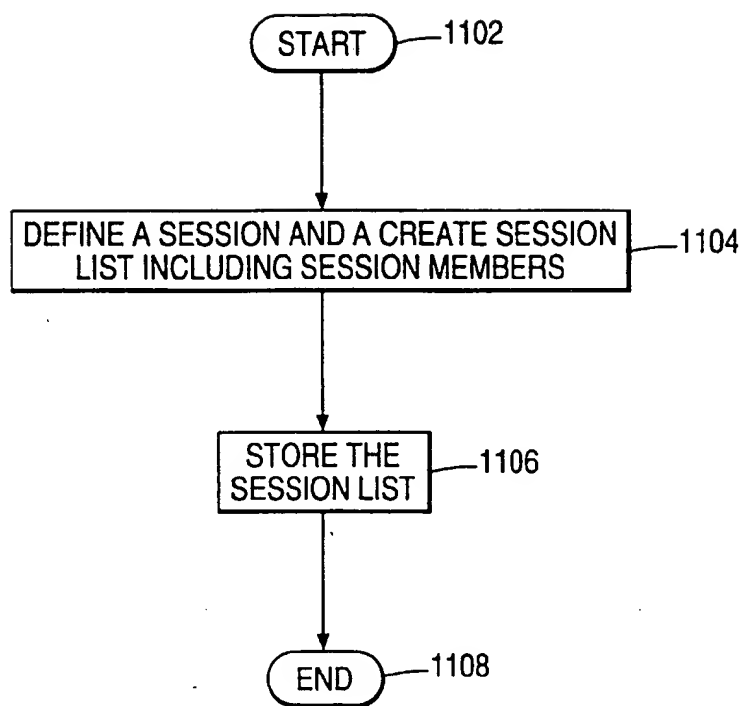 START
1102
DEFINE A SESSION AND A CREATE SESSION
LIST INCLUDING SESSION MEMBERS
1104
STORE THE
SESSION LIST
1106
END
1108